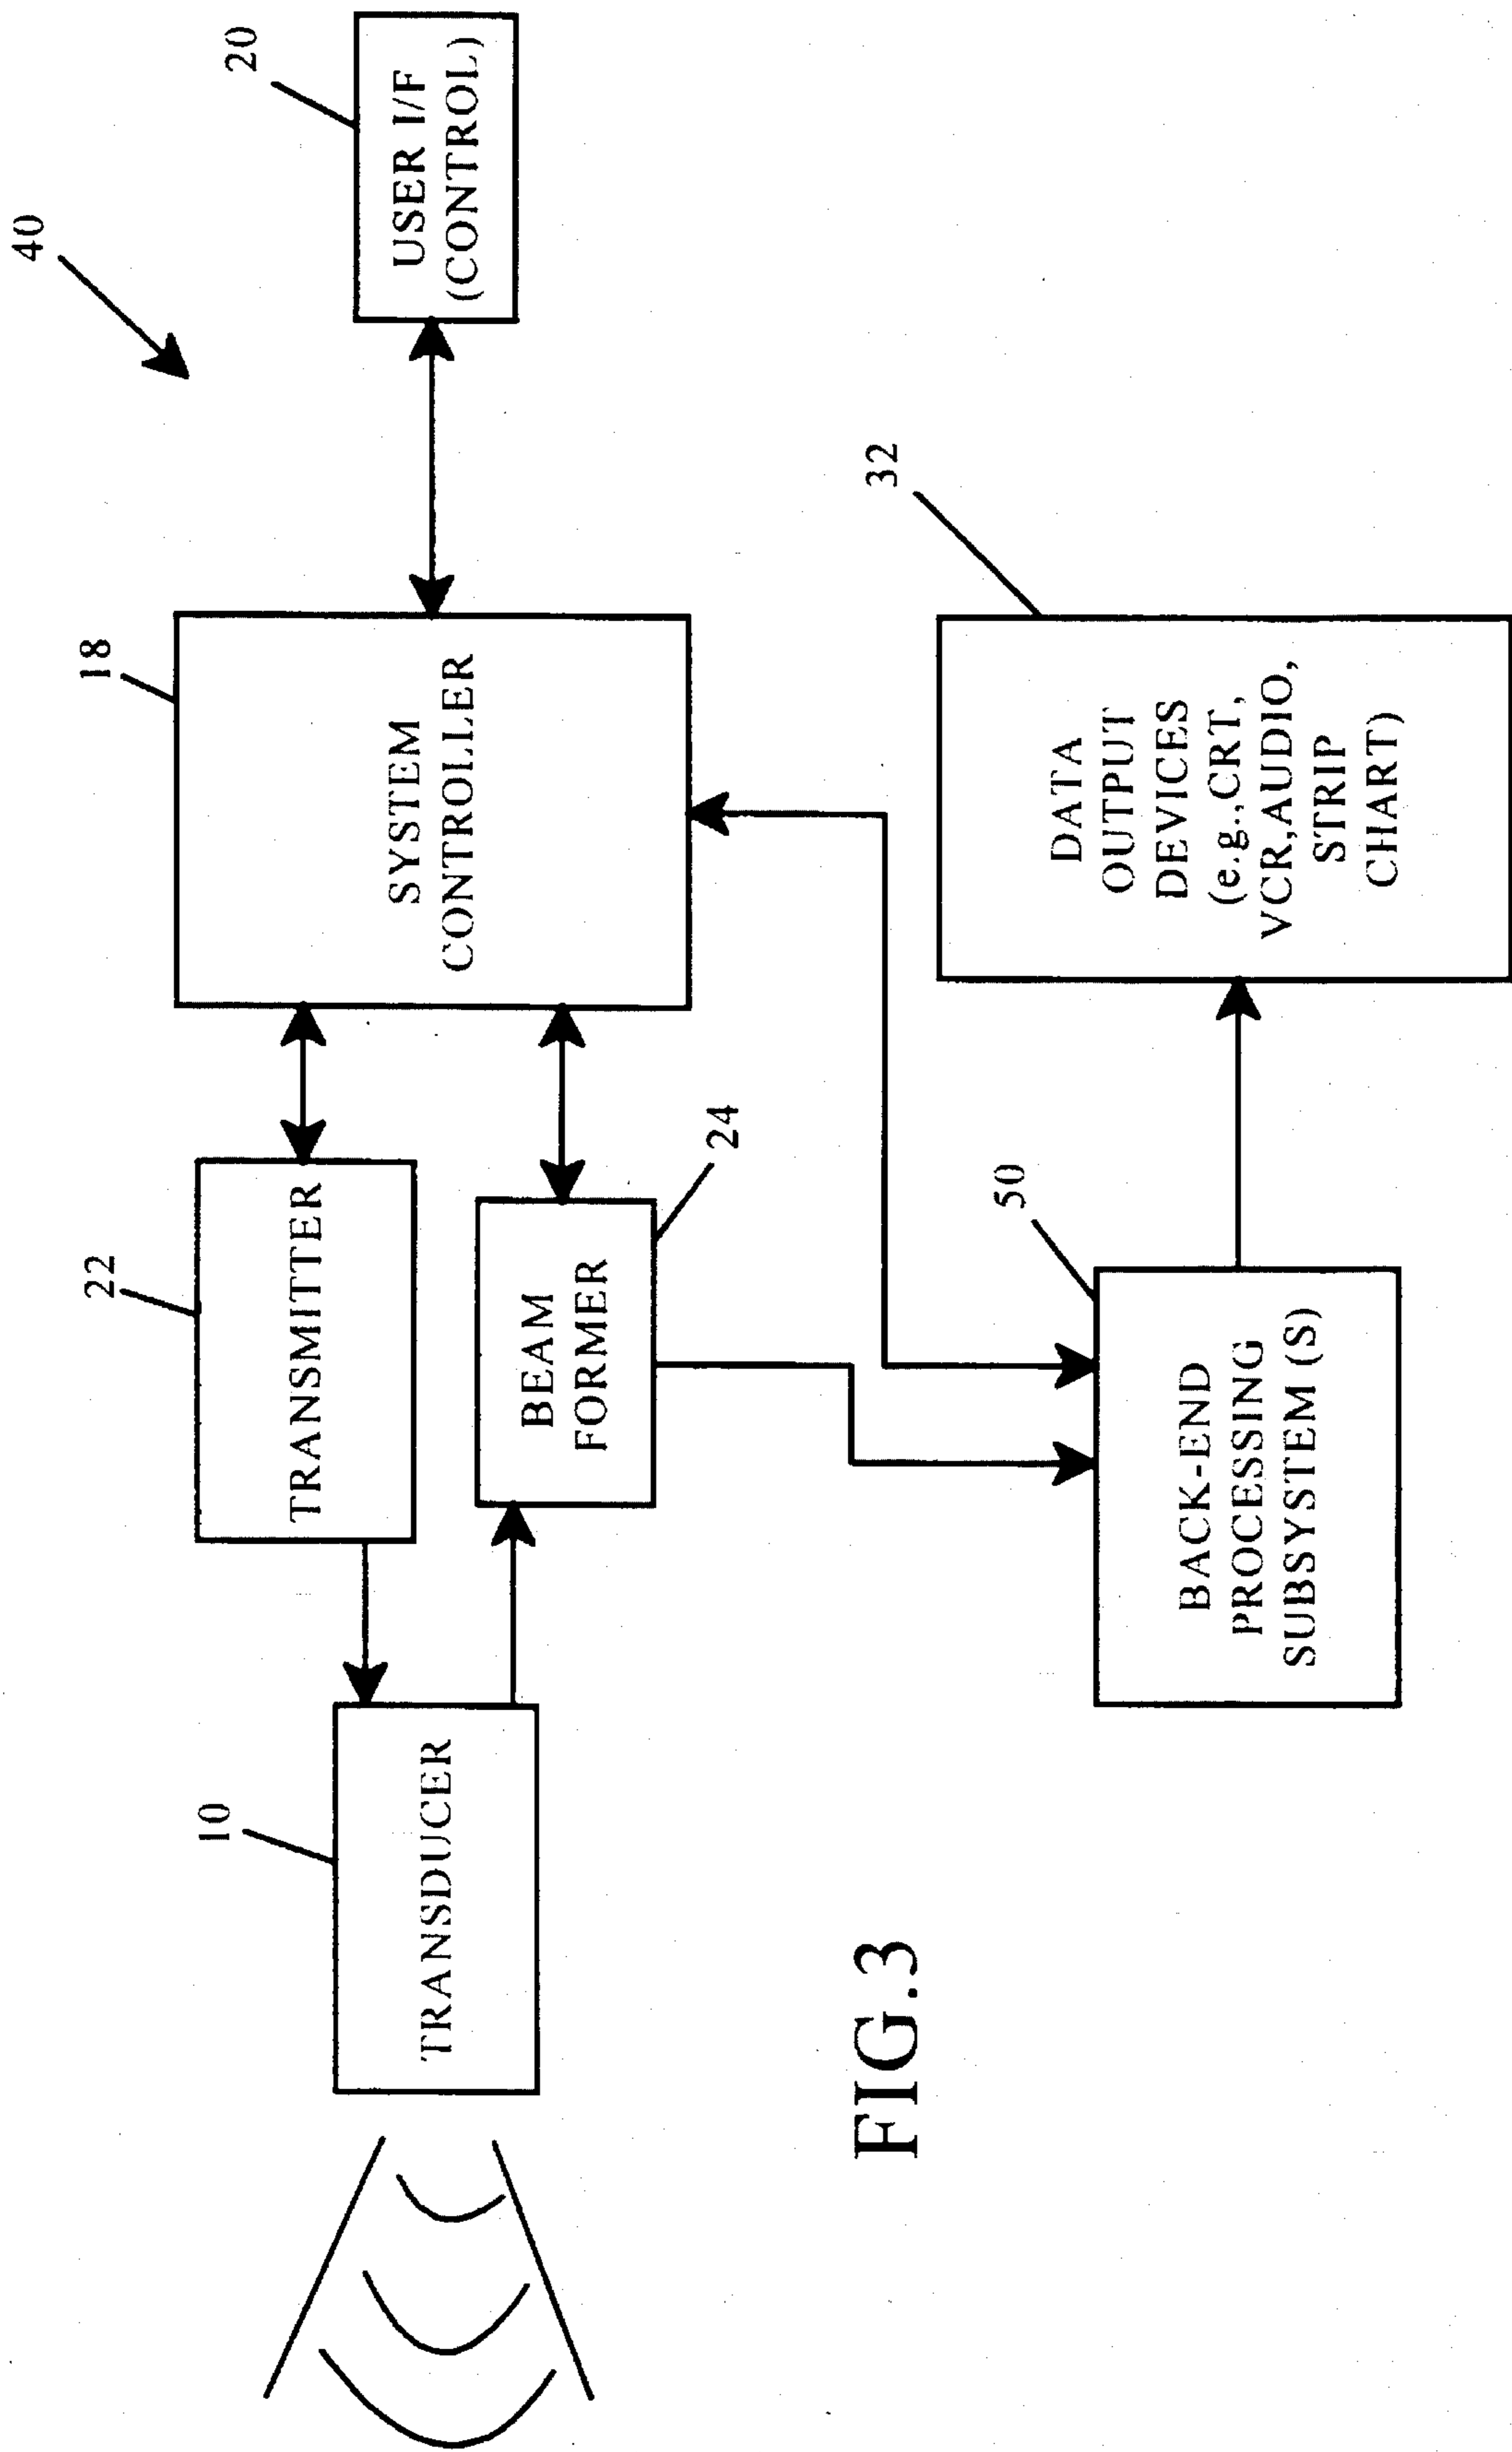 40
20
USER I/F
(CONTROL)
18
SYSTEM
CONTROLLER
22
TRANSMITTER
24
BEAM
FORMER
10
TRANSDUCER
32
DATA
OUTPUT
DEVICES
(e.g.,CRT,
VCR,AUDIO,
STRIP
CHART)
50
BACK-END
PROCESSING
SUBSYSTEM (S)
FIG.3